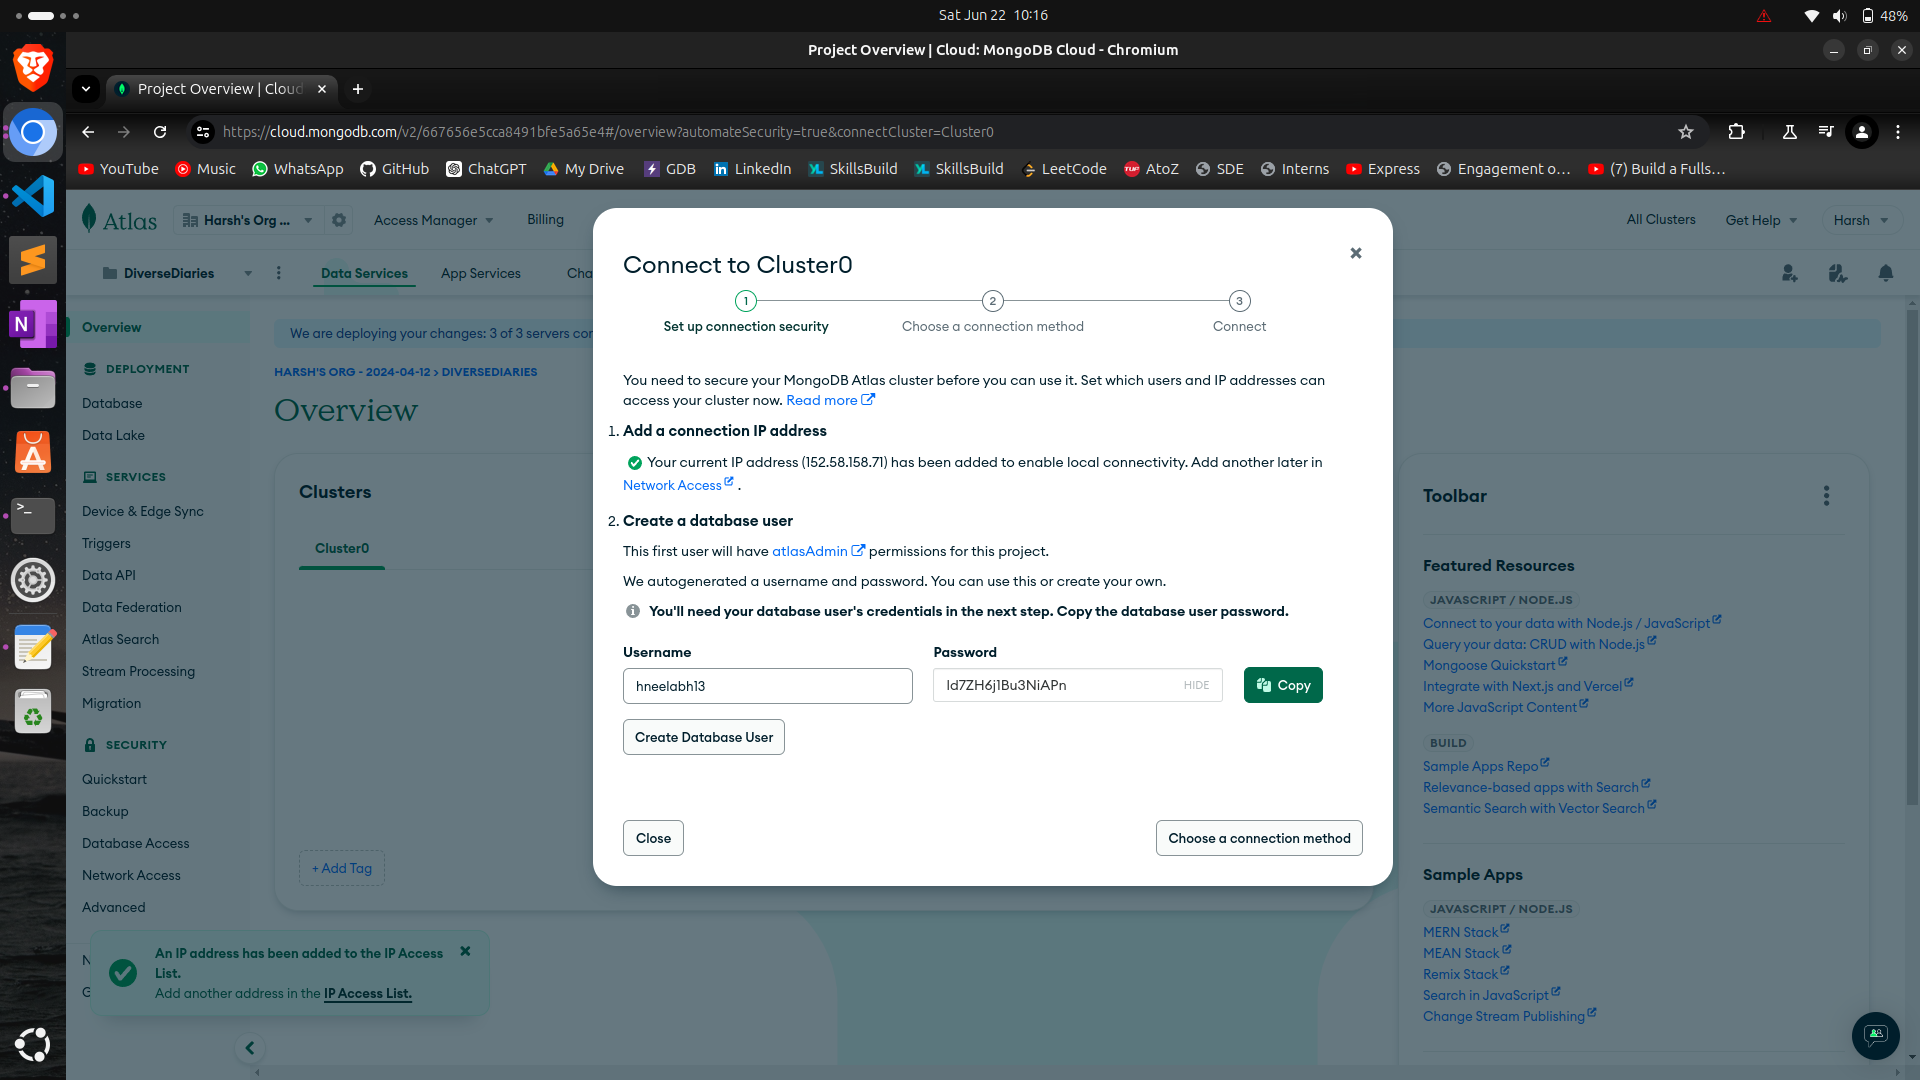 Sat Jun 22 10:16
48%
Project Overview | Cloud: MongoDB Cloud - Chromium
Project Overview | Cloud
https://cloud.mongodb.com/v2/667656e5cca8491bfe5a65e4#/overview?automateSecurity=true&connectCluster=Cluster0
YouTube Music WhatsApp GitHub ChatGPT My Drive GDB LinkedIn SkillsBuild SkillsBuild LeetCode AtoZ SDE Interns Express Engagement o... (7) Build a Fulls...
Atlas Harsh's Org ... Access Manager Billing All Clusters Get Help Harsh
DiverseDiaries Data Services App Services Cha
Overview
DEPLOYMENT
Database
Data Lake
SERVICES
Device & Edge Sync
Triggers
Data API
Data Federation
Atlas Search
Stream Processing
Migration
SECURITY
Quickstart
Backup
Database Access
Network Access
Advanced
N
G
We are deploying your changes: 3 of 3 servers con
HARSH'S ORG - 2024-04-12 > DIVERSEDIARIES
Overview
Clusters
Cluster0
+ Add Tag
An IP address has been added to the IP Access
List.
Add another address in the IP Access List.
Connect to Cluster0
1 2 3
Set up connection security Choose a connection method Connect
You need to secure your MongoDB Atlas cluster before you can use it. Set which users and IP addresses can
access your cluster now. Read more
1. Add a connection IP address
Your current IP address (152.58.158.71) has been added to enable local connectivity. Add another later in
Network Access .
2. Create a database user
This first user will have atlasAdmin permissions for this project.
We autogenerated a username and password. You can use this or create your own.
You'll need your database user's credentials in the next step. Copy the database user password.
Username Password
hneelabh13 ld7ZH6j1Bu3NiAPn HIDE Copy
Create Database User
Close Choose a connection method
Toolbar
Featured Resources
JAVASCRIPT / NODE.JS
Connect to your data with Node.js / JavaScript
Query your data: CRUD with Node.js
Mongoose Quickstart
Integrate with Next.js and Vercel
More JavaScript Content
BUILD
Sample Apps Repo
Relevance-based apps with Search
Semantic Search with Vector Search
Sample Apps
JAVASCRIPT / NODE.JS
MERN Stack
MEAN Stack
Remix Stack
Search in JavaScript
Change Stream Publishing